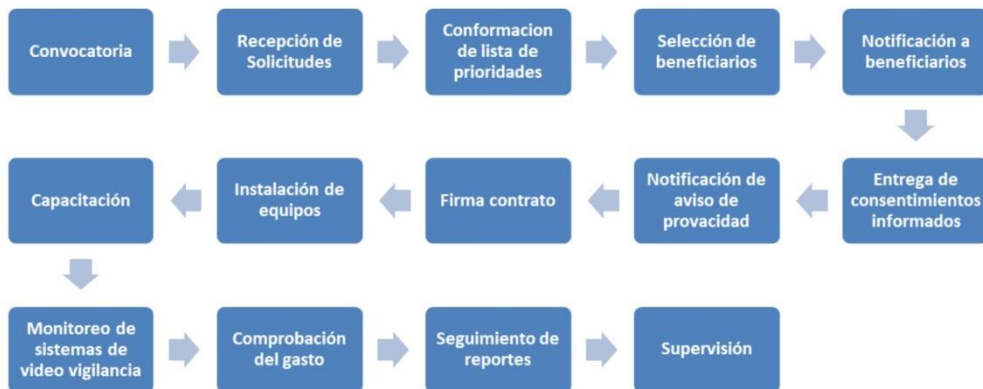 Convocatoria
Recepción de
Solicitudes
Conformacion
de lista de
prioridades
Selección de
beneficiarios
Notificación a
beneficiarios
Entrega de
consentimientos
informados
Notificación de
aviso de
provacidad
Firma contrato
Instalación de
equipos
Capacitación
Monitoreo de
sistemas de
video vigilancia
Comprobación
del gasto
Seguimiento de
reportes
Supervisión